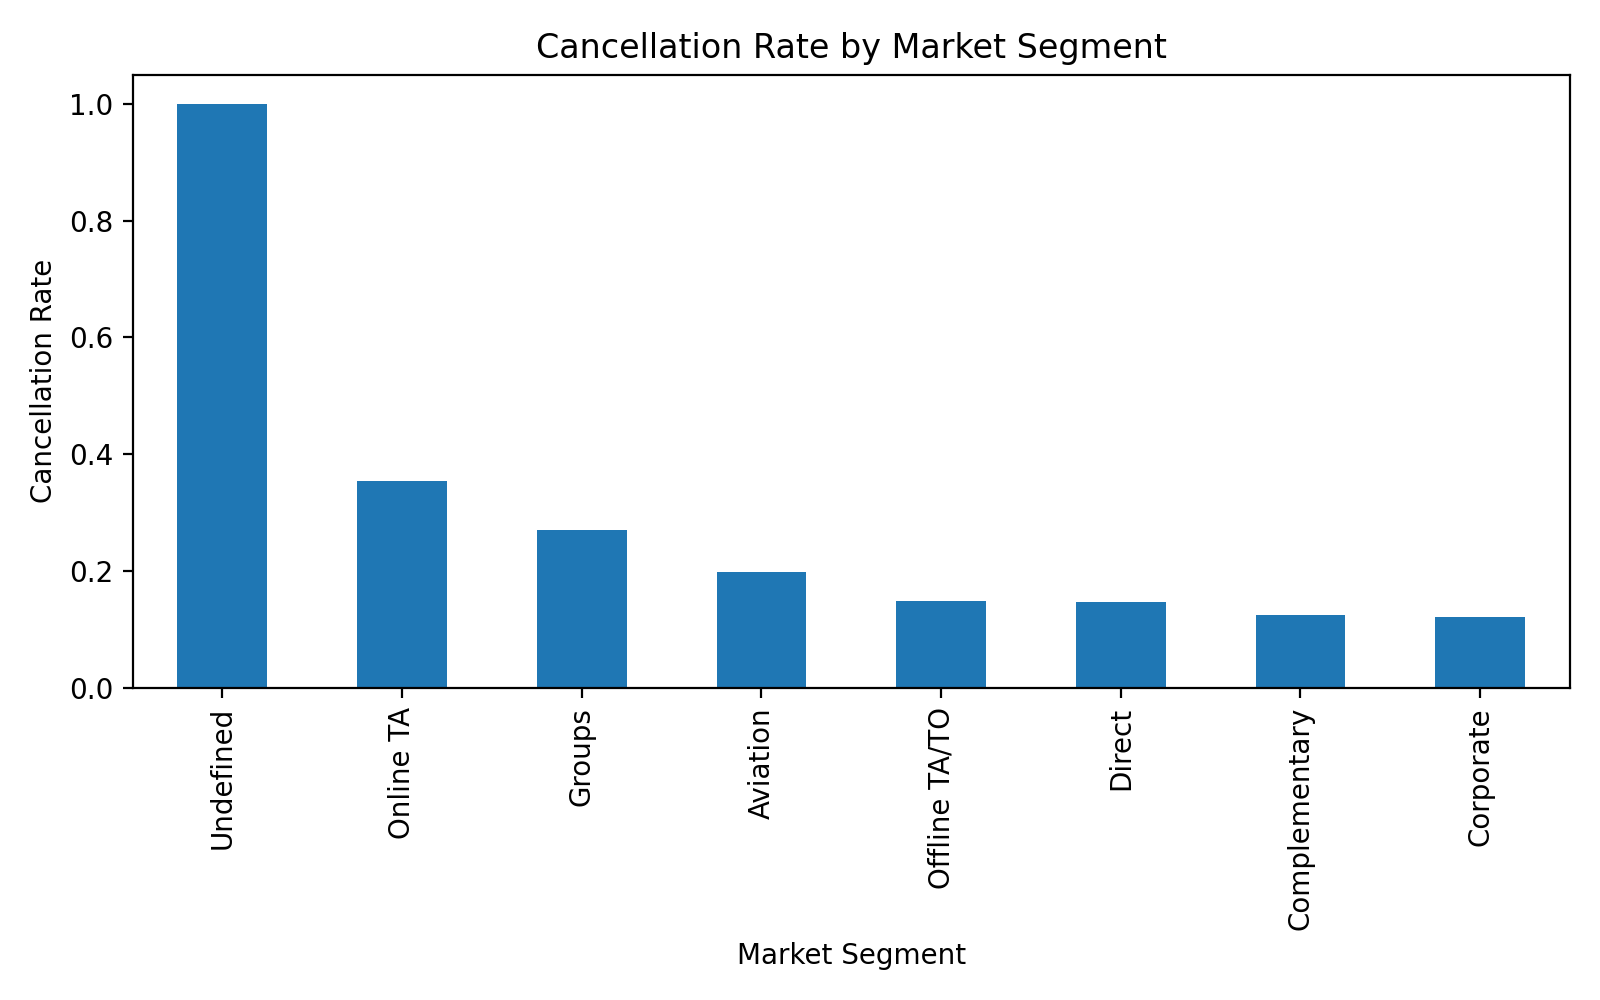 Cancellation Rate by Market Segment
Cancellation Rate
1.0
0.8
0.6
0.4
0.2
0.0
Undefined
Online TA
Groups
Aviation
Offline TA/TO
Direct
Complementary
Corporate
Market Segment